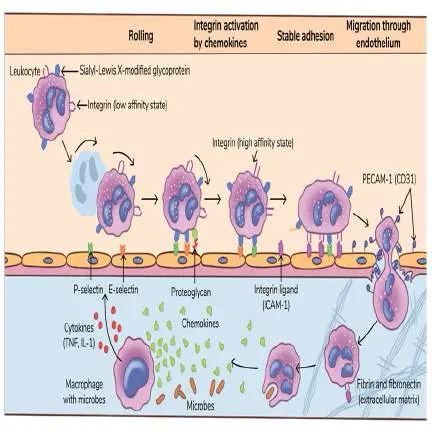 Rolling
Integrin activation
by chemokines
Stable adhesion
Migration through
endothelium
Leukocyte
Sialyl-Lewis X-modified glycoprotein
Integrin (low affinity state)
Integrin (high affinity state)
PECAM-1 (CD31)
P-selectin
E-selectin
Proteoglycan
Integrin ligand
(ICAM-1)
Cytokines
(TNF, IL-1)
Chemokines
Macrophage
with microbes
Microbes
Fibrin and fibronectin
(extracellular matrix)